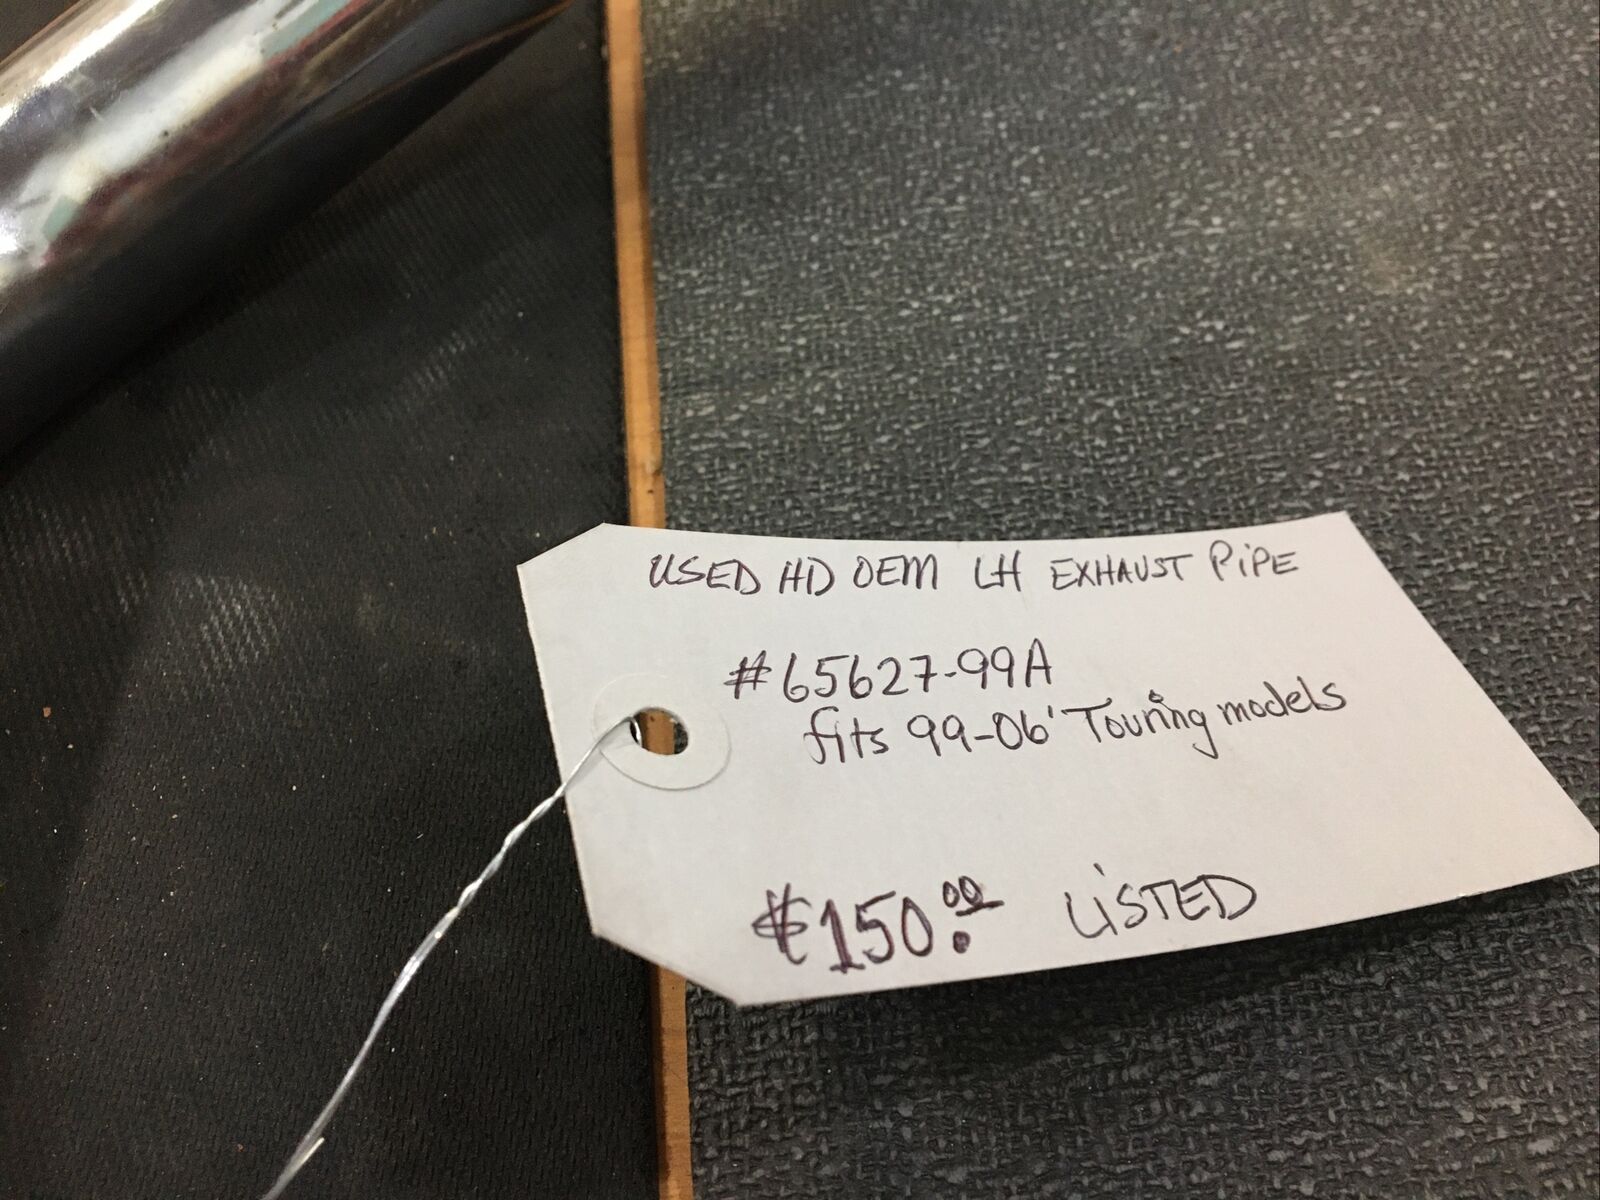 USED HD OEM LH EXHAUST PiPE
#65627-99A
fits 99-06' Touring models
$150.00 LiSTED